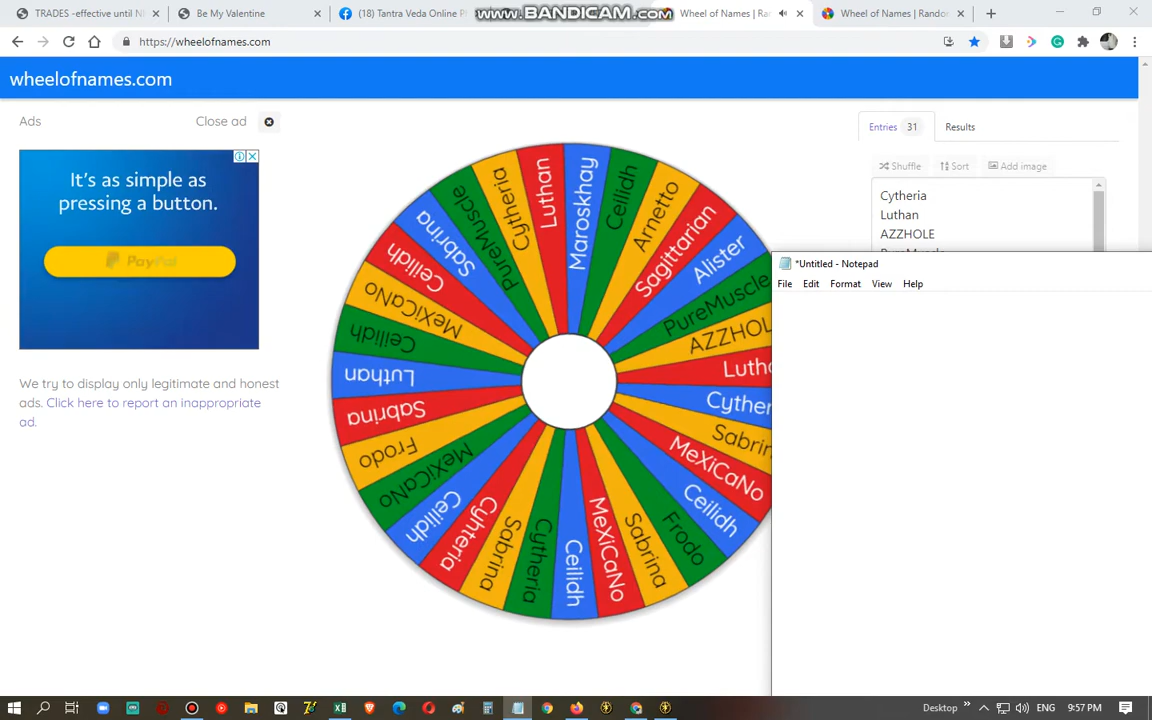 TRADES -effective until NI
Be My Valentine
(18) Tantra Veda Online P
WWW.BANDICAM.COM
Wheel of Names | Ra
Wheel of Names | Rando
https://wheelofnames.com
wheelofnames.com
Ads
Close ad
It's as simple as
pressing a button.
PayPal
We try to display only legitimate and honest
ads. Click here to report an inappropriate
ad.
Maroskhay
Ceilidh
Arnetto
Sagittarian
Alister
PureMuscle
AZZHOL
Lutha
Cyther
Sabrin
MeXiCaNo
Ceilidh
Frodo
Sabrina
MeXiCaNo
Ceilidh
Cytheria
Sabrina
Cyhteria
Ceilidh
MeXiCaNo
Frodo
Sabrina
Luthan
Ceilidh
MeXiCaNo
Ceilidh
Sabrina
PureMuscle
Cytheria
Luthan
Entries 31
Results
Shuffle
Sort
Add image
Cytheria
Luthan
AZZHOLE
*Untitled - Notepad
File Edit Format View Help
Desktop
ENG
9:57 PM